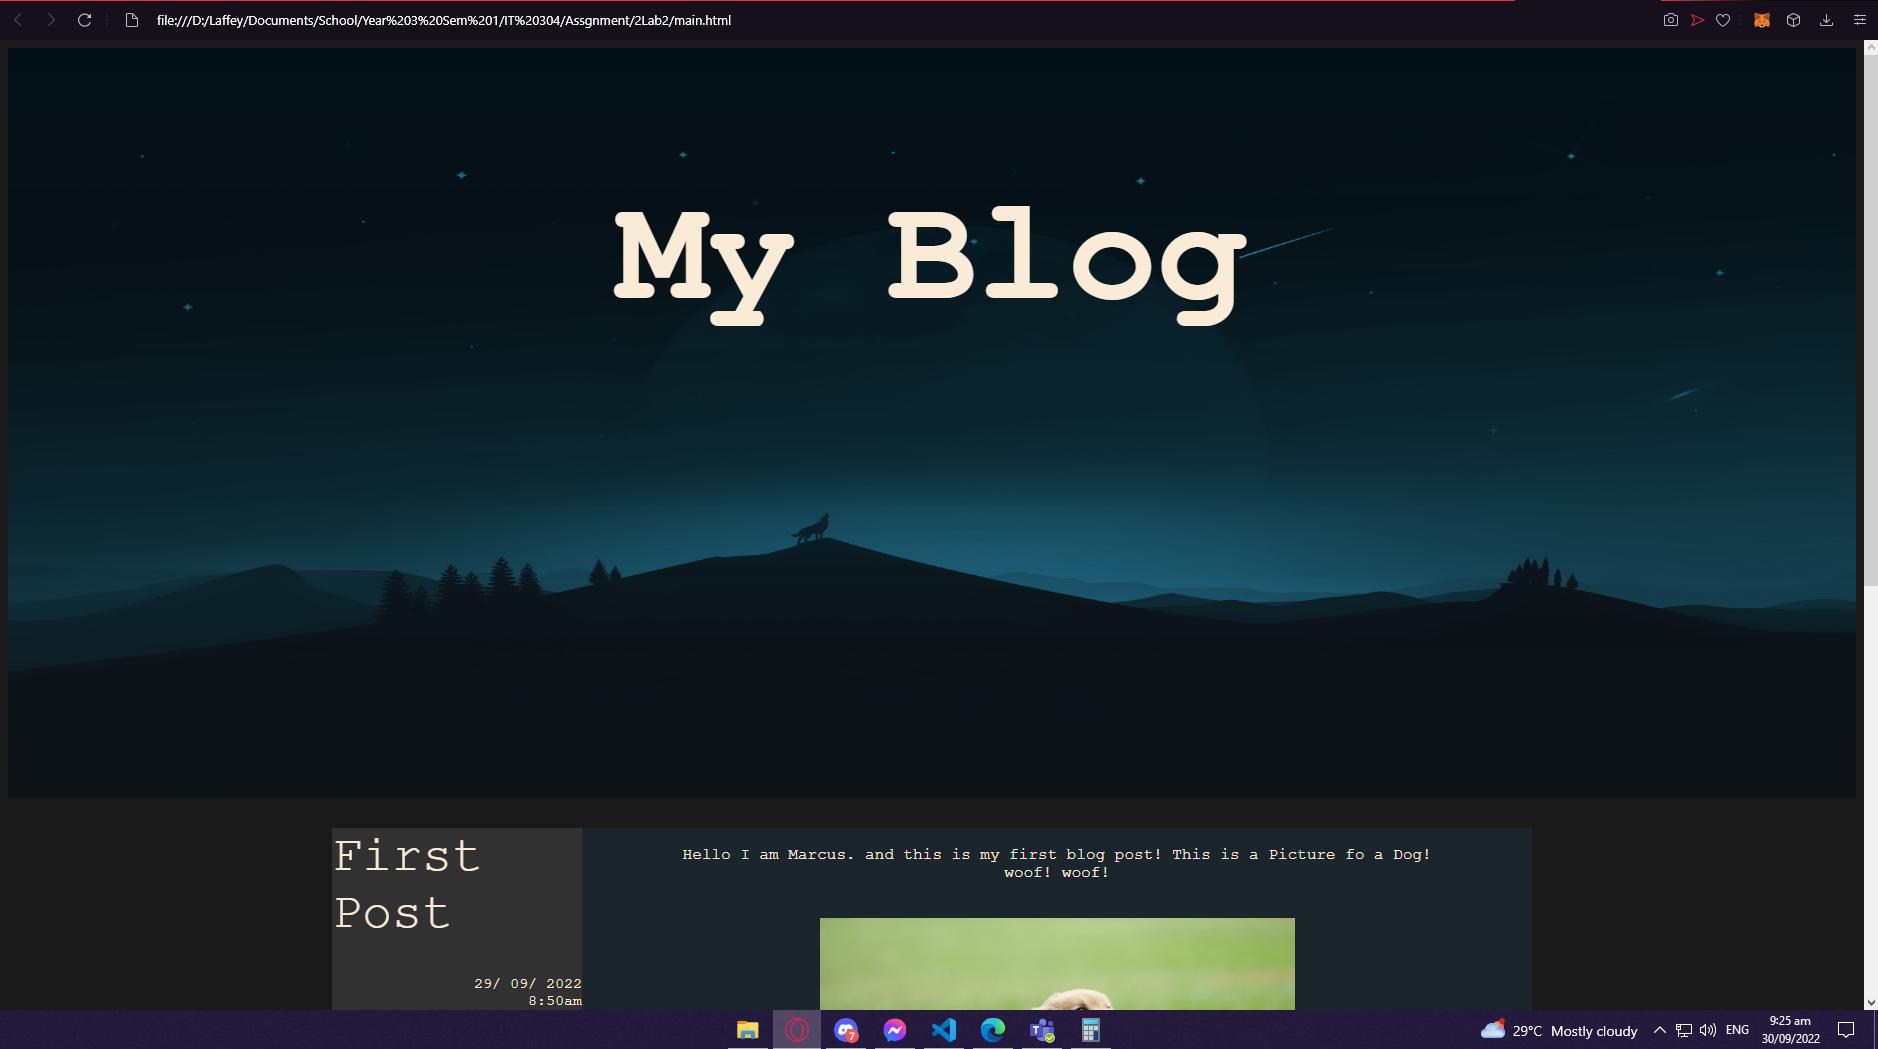 file:///D:/Laffey/Documents/School/Year%203%20Sem%201/IT%20304/Assgnment/2Lab2/main.html
My Blog
First
Post
29/ 09/ 2022
8:50am
Hello I am Marcus. and this is my first blog post! This is a Picture fo a Dog!
woof! woof!
7
T
29°C Mostly cloudy
ENG
9:25 am
30/09/2022